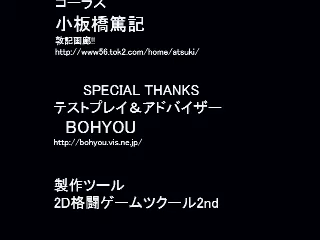 コーラス
小板橋篤記
敦記画廊!!
http://www56.tok2.com/home/atsuki/
SPECIAL THANKS
テストプレイ&アドバイザー
BOHYOU
http://bohyou.vis.ne.jp/
製作ツール
2D格闘ゲームツクール2nd